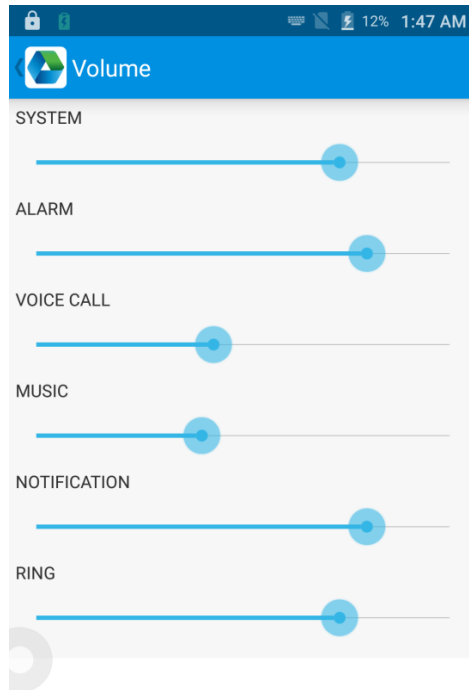 12% 1:47 AM
Volume
SYSTEM
ALARM
VOICE CALL
MUSIC
NOTIFICATION
RING